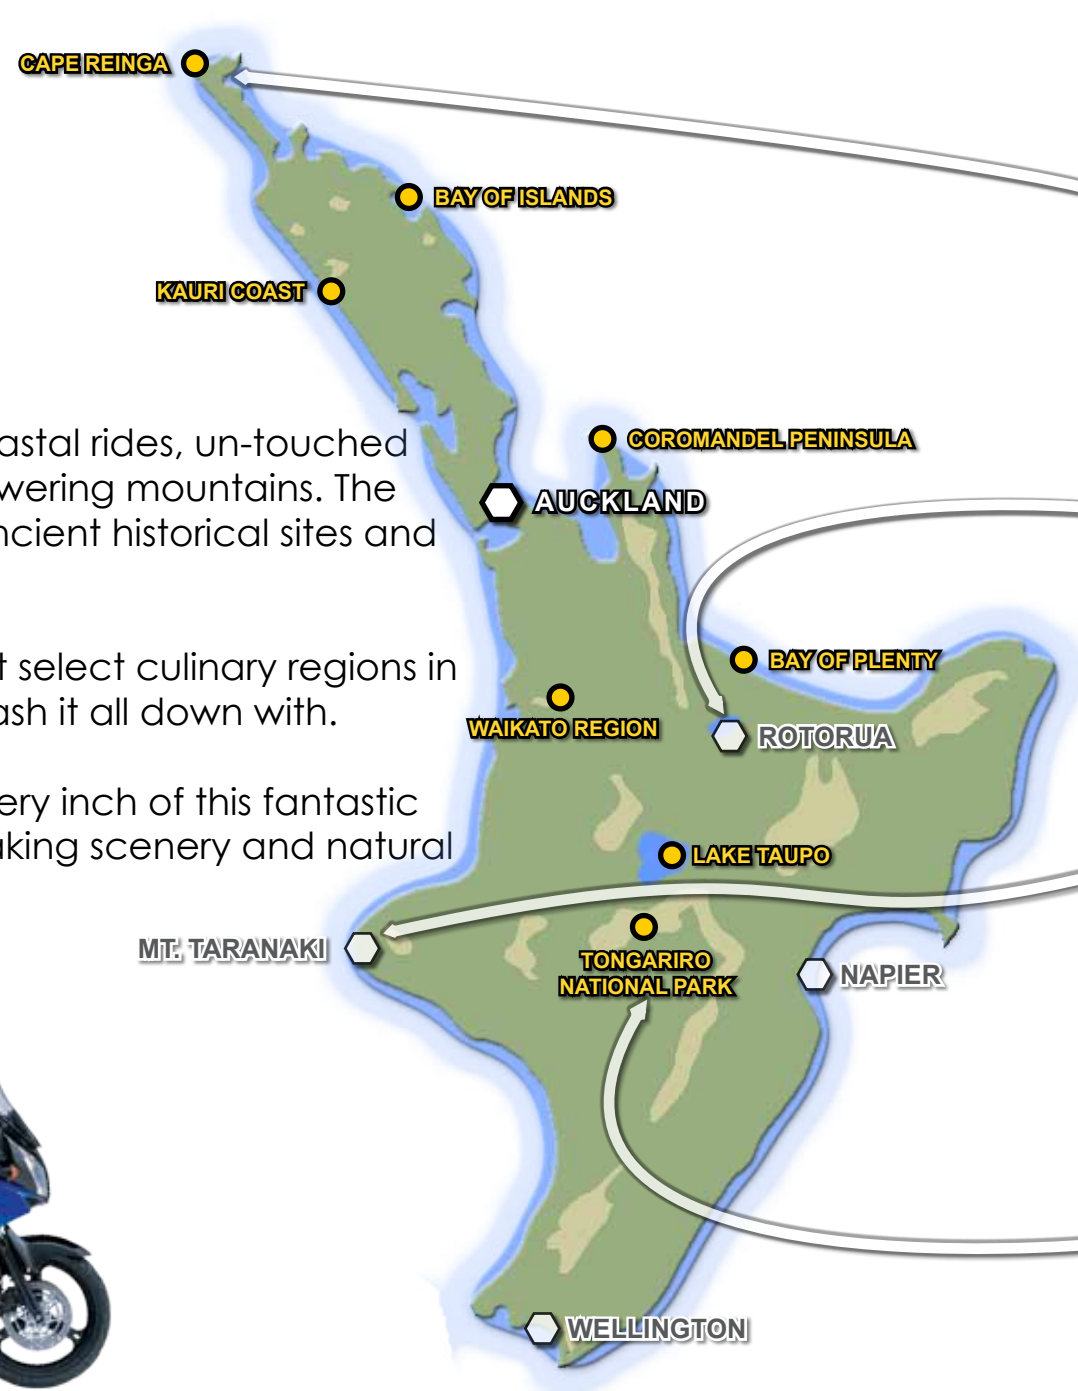 CAPE REINGA
BAY OF ISLANDS
KAURI COAST
astal rides, un-touched
wering mountains. The
ncient historical sites and
t select culinary regions in
ash it all down with.
ery inch of this fantastic
aking scenery and natural
COROMANDEL PENINSULA
AUCKLAND
BAY OF PLENTY
WAIKATO REGION
ROTORUA
LAKE TAUPO
MT. TARANAKI
TONGARIRO
NATIONAL PARK
NAPIER
WELLINGTON